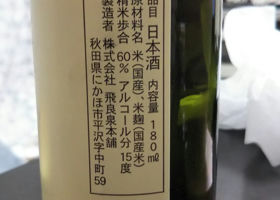 品目 日本酒 内容量 180㎖
原材料名 米(国産)、米麹(国産米)
精米歩合 60% アルコール分 15度
製造者 株式会社 飛良泉本舗
秋田県にかほ市平沢字中町59